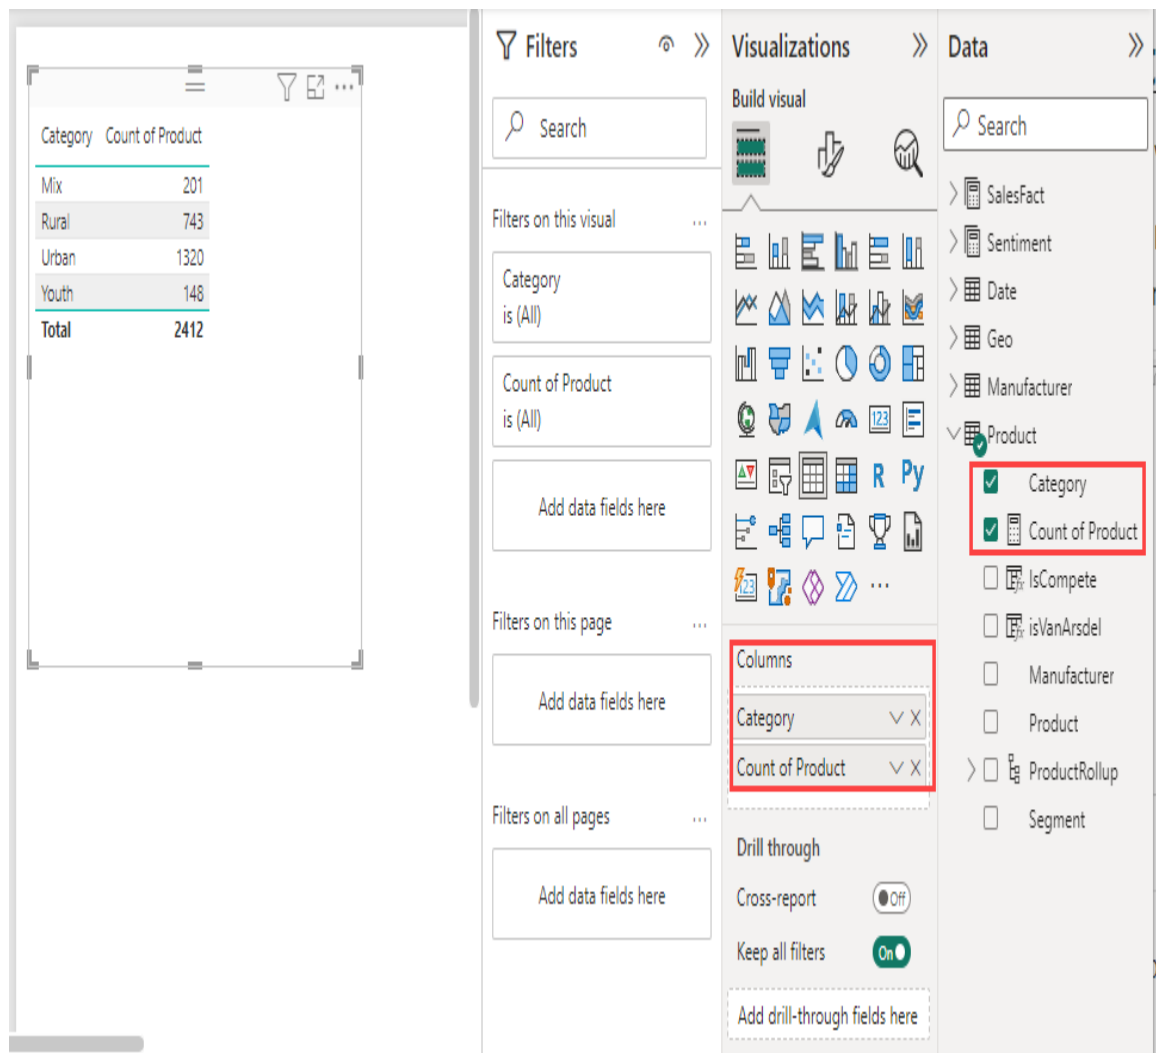 Category Count of Product
Mix 201
Rural 743
Urban 1320
Youth 148
Total 2412
Filters
Search
Filters on this visual ...
Category
is (All)
Count of Product
is (All)
Add data fields here
Filters on this page ...
Add data fields here
Filters on all pages ...
Add data fields here
Visualizations
Build visual
123
R Py
123
...
Columns
Category
Count of Product
Drill through
Cross-report Off
Keep all filters On
Add drill-through fields here
Data
Search
SalesFact
Sentiment
Date
Geo
Manufacturer
Product
Category
Count of Product
IsCompete
isVanArsdel
Manufacturer
Product
ProductRollup
Segment